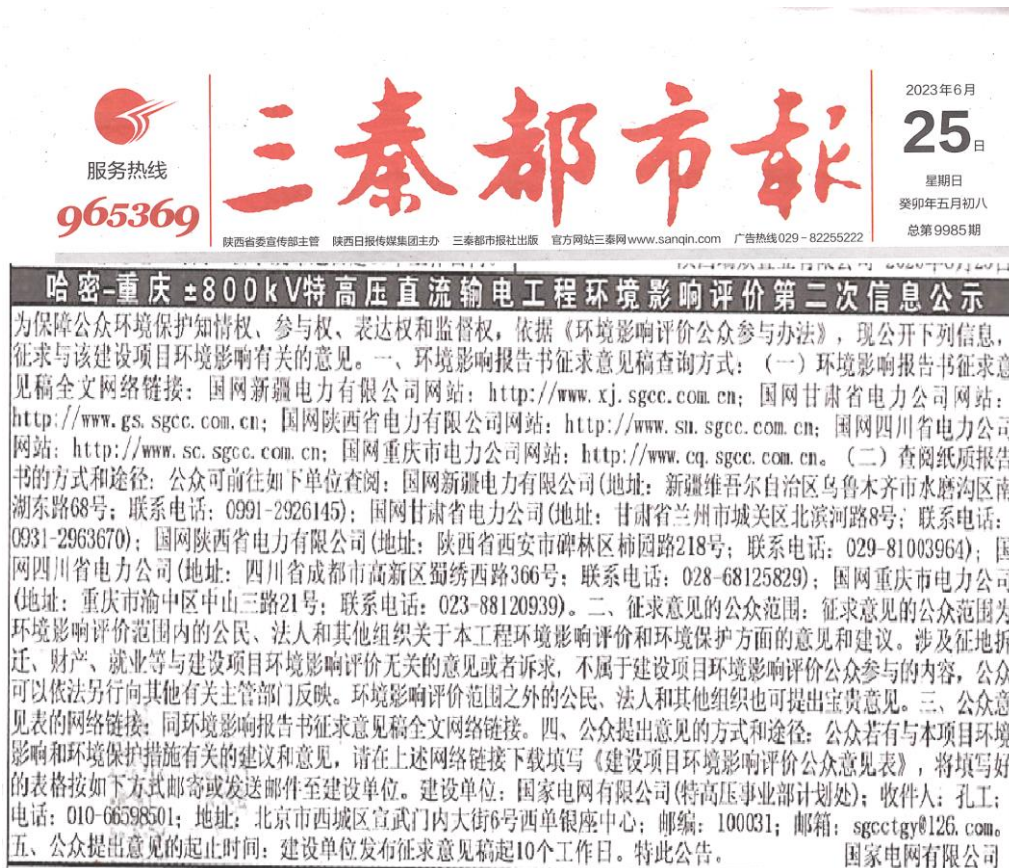 服务热线
965369
三秦都市報
2023年6月
25日
星期日
癸卯年五月初八
总第9985期
陕西省委宣传部主管 陕西日报传媒集团主办 三秦都市报社出版 官方网站三秦网www.sanqin.com 广告热线029-82255222
哈密-重庆±800kV特高压直流输电工程环境影响评价第二次信息公示
为保障公众环境保护知情权、参与权、表达权和监督权，依据《环境影响评价公众参与办法》，现公开下列信息，
征求与该建设项目环境影响有关的意见。一、环境影响报告书征求意见稿查询方式：（一）环境影响报告书征求意
见稿全文网络链接：国网新疆电力有限公司网站：http://www.xj.sgcc.com.cn；国网甘肃省电力公司网站：
http://www.gs.sgcc.com.cn；国网陕西省电力有限公司网站：http://www.sn.sgcc.com.cn；国网四川省电力公司
网站：http://www.sc.sgcc.com.cn；国网重庆市电力公司网站：http://www.cq.sgcc.com.cn。（二）查阅纸质报告
书的方式和途径：公众可前往如下单位查阅：国网新疆电力有限公司(地址：新疆维吾尔自治区乌鲁木齐市水磨沟区南
湖东路68号；联系电话：0991-2926145)；国网甘肃省电力公司(地址：甘肃省兰州市城关区北滨河路8号；联系电话：
0931-2963670)；国网陕西省电力有限公司(地址：陕西省西安市碑林区柿园路218号；联系电话：029-81003964)；国
网四川省电力公司(地址：四川省成都市高新区蜀绣西路366号；联系电话：028-68125829)；国网重庆市电力公司
(地址：重庆市渝中区中山三路21号；联系电话：023-88120939)。二、征求意见的公众范围：征求意见的公众范围为
环境影响评价范围内的公民、法人和其他组织关于本工程环境影响评价和环境保护方面的意见和建议。涉及征地拆
迁、财产、就业等与建设项目环境影响评价无关的意见或者诉求，不属于建设项目环境影响评价公众参与的内容，公众
可以依法另行向其他有关主管部门反映。环境影响评价范围之外的公民、法人和其他组织也可提出宝贵意见。三、公众意
见表的网络链接：同环境影响报告书征求意见稿全文网络链接。四、公众提出意见的方式和途径：公众若有与本项目环境
影响和环境保护措施有关的建议和意见，请在上述网络链接下载填写《建设项目环境影响评价公众意见表》，将填写好
的表格按如下方式邮寄或发送邮件至建设单位。建设单位：国家电网有限公司(特高压事业部计划处)；收件人：孔工；
电话：010-66598501；地址：北京市西城区宣武门内大街6号西单银座中心；邮编：100031；邮箱：sgcctgy@126.com。
五、公众提出意见的起止时间：建设单位发布征求意见稿起10个工作日。特此公告。 国家电网有限公司